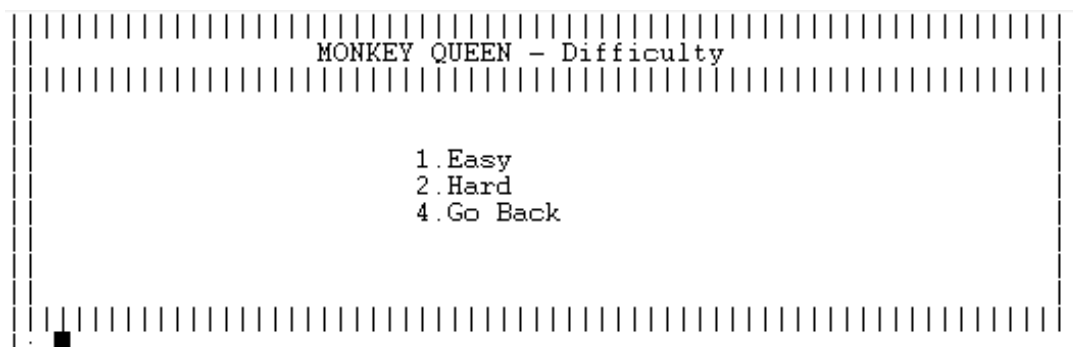 MONKEY QUEEN - Difficulty
1.Easy
2.Hard
4.Go Back
|: